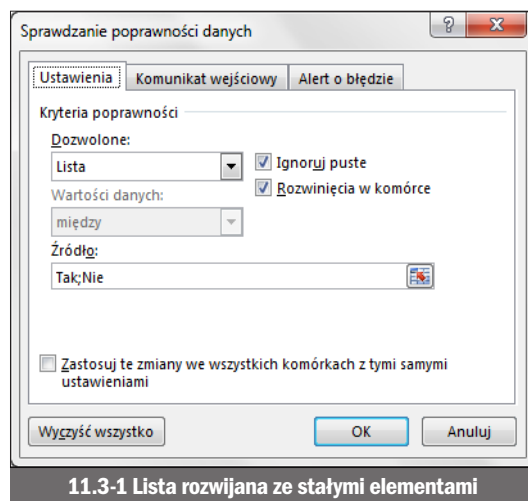 Sprawdzanie poprawności danych
Ustawienia
Komunikat wejściowy
Alert o błędzie
Kryteria poprawności
Dozwolone:
Lista
Ignoruj puste
Wartości danych:
Rozwinięcia w komórce
między
Źródło:
Tak;Nie
Zastosuj te zmiany we wszystkich komórkach z tymi samymi
ustawieniami
Wyczyść wszystko
OK
Anuluj
11.3-1 Lista rozwijana ze stałymi elementami